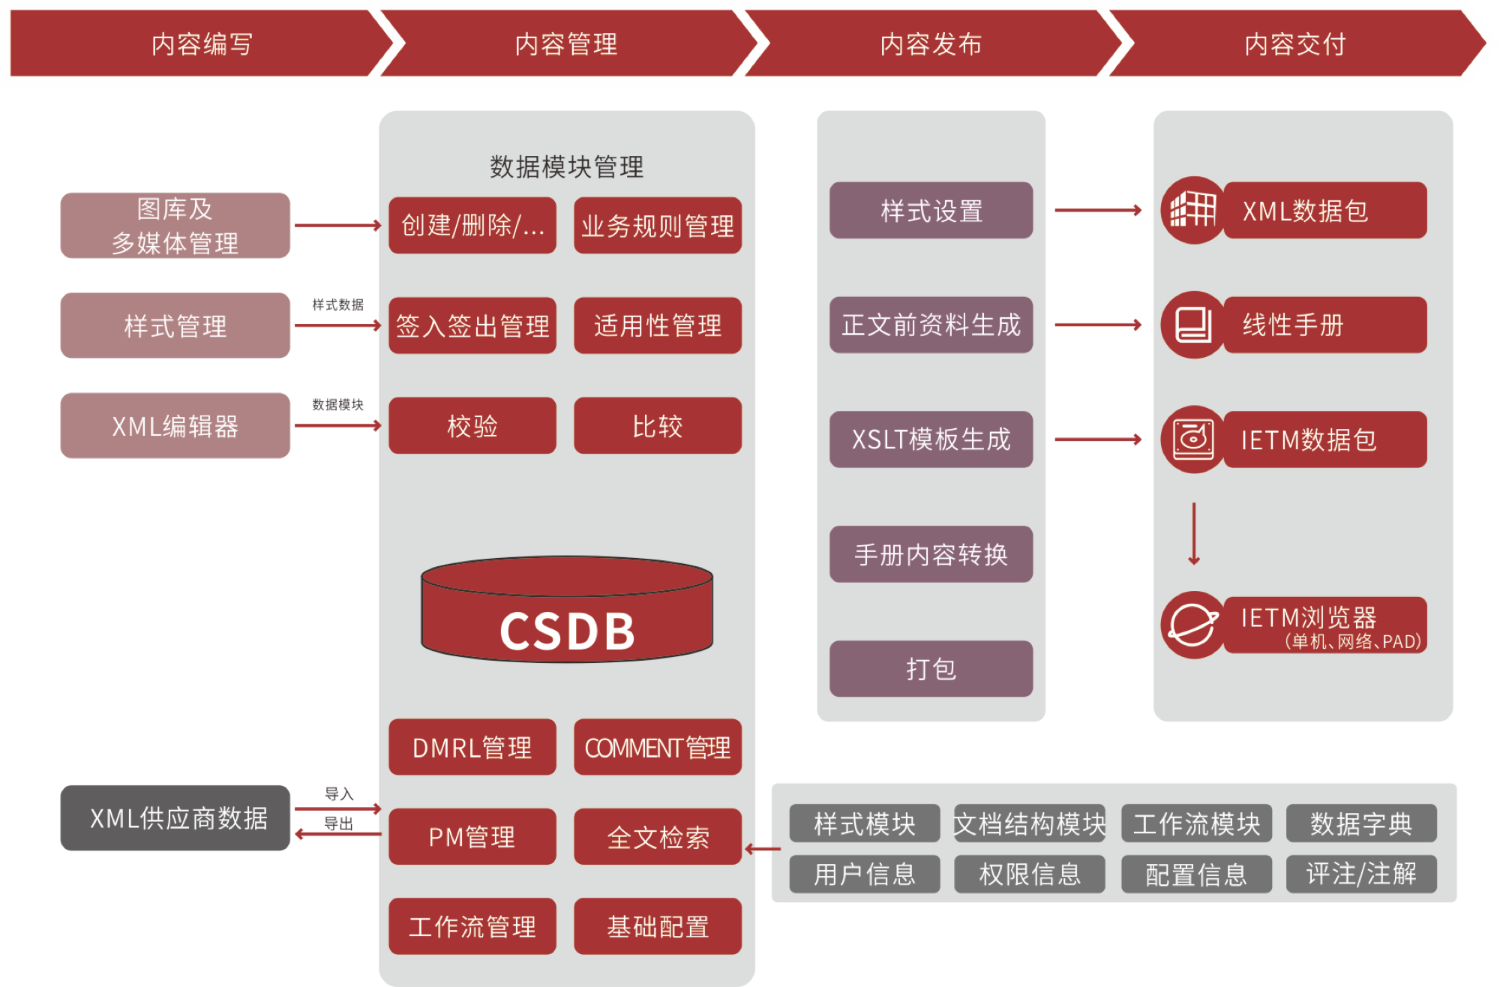 内容编写
内容管理
内容发布
内容交付
图库及
多媒体管理
样式管理
样式数据
XML编辑器
数据模块
XML供应商数据
导入
导出
数据模块管理
创建/删除/...
业务规则管理
签入签出管理
适用性管理
校验
比较
CSDB
DMRL管理
COMMENT管理
PM管理
全文检索
工作流管理
基础配置
样式设置
正文前资料生成
XSLT模板生成
手册内容转换
打包
XML数据包
线性手册
IETM数据包
IETM浏览器
(单机、网络、PAD)
样式模块
文档结构模块
工作流模块
数据字典
用户信息
权限信息
配置信息
评注/注解